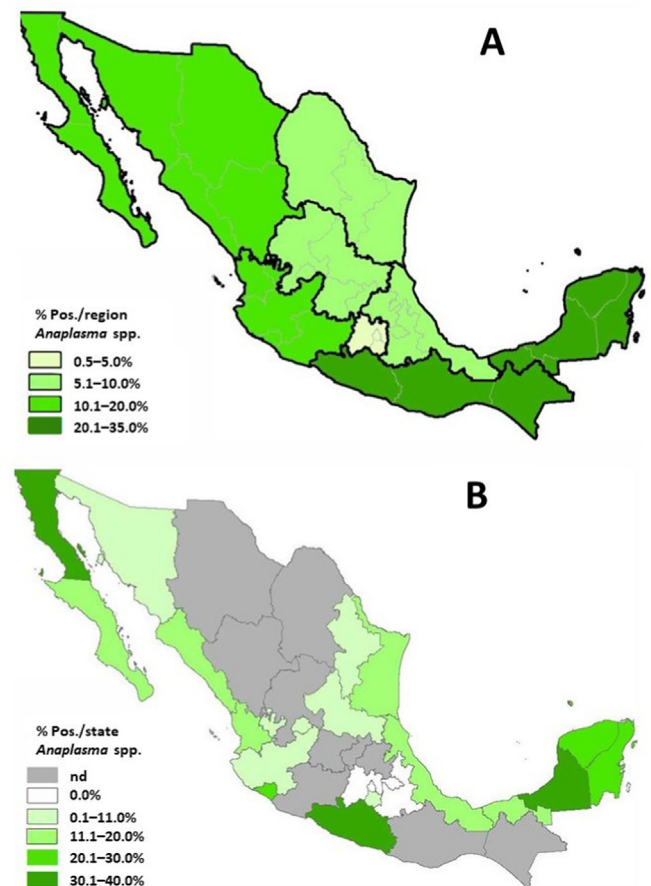 A
% Pos./region
Anaplasma spp.
0.5–5.0%
5.1–10.0%
10.1–20.0%
20.1–35.0%
B
% Pos./state
Anaplasma spp.
nd
0.0%
0.1–11.0%
11.1–20.0%
20.1–30.0%
30.1–40.0%